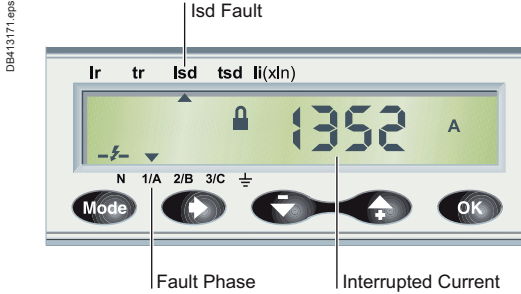 DB413171.eps
Isd Fault
Ir tr Isd tsd Ii(xIn)
1352 A
N 1/A 2/B 3/C
Mode OK
Fault Phase Interrupted Current